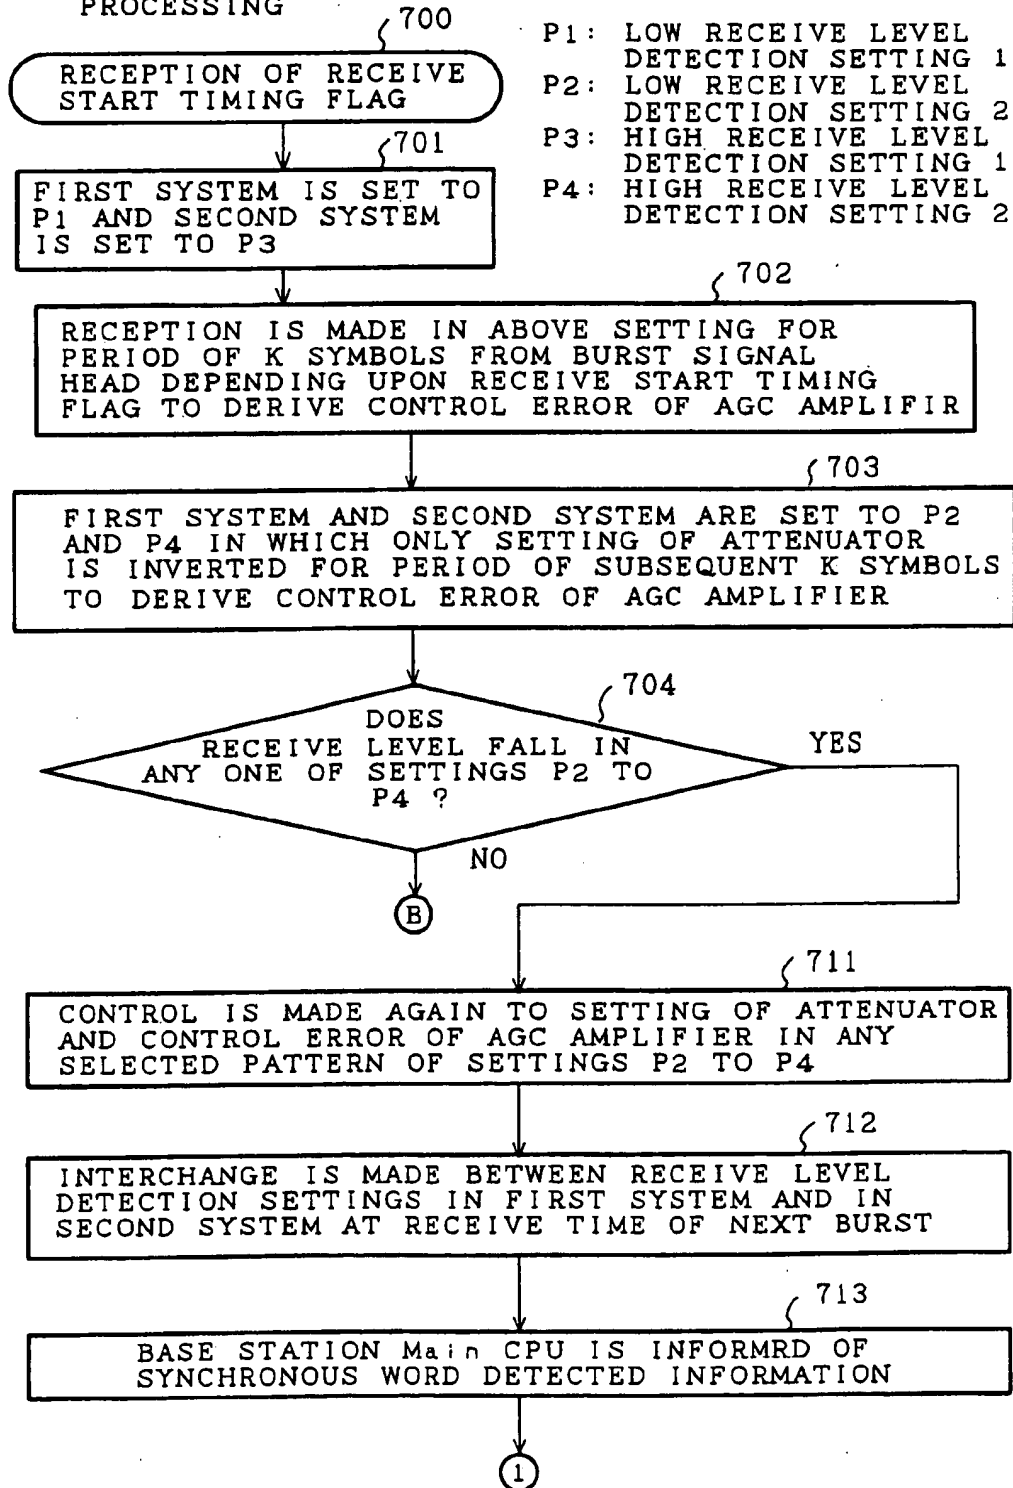 PROCESSING
700
RECEPTION OF RECEIVE
START TIMING FLAG
P1: LOW RECEIVE LEVEL
DETECTION SETTING 1
P2: LOW RECEIVE LEVEL
DETECTION SETTING 2
P3: HIGH RECEIVE LEVEL
DETECTION SETTING 1
P4: HIGH RECEIVE LEVEL
DETECTION SETTING 2
701
FIRST SYSTEM IS SET TO
P1 AND SECOND SYSTEM
IS SET TO P3
702
RECEPTION IS MADE IN ABOVE SETTING FOR
PERIOD OF K SYMBOLS FROM BURST SIGNAL
HEAD DEPENDING UPON RECEIVE START TIMING
FLAG TO DERIVE CONTROL ERROR OF AGC AMPLIFIR
703
FIRST SYSTEM AND SECOND SYSTEM ARE SET TO P2
AND P4 IN WHICH ONLY SETTING OF ATTENUATOR
IS INVERTED FOR PERIOD OF SUBSEQUENT K SYMBOLS
TO DERIVE CONTROL ERROR OF AGC AMPLIFIER
704
DOES
RECEIVE LEVEL FALL IN
ANY ONE OF SETTINGS P2 TO
P4 ?
YES
NO
B
711
CONTROL IS MADE AGAIN TO SETTING OF ATTENUATOR
AND CONTROL ERROR OF AGC AMPLIFIER IN ANY
SELECTED PATTERN OF SETTINGS P2 TO P4
712
INTERCHANGE IS MADE BETWEEN RECEIVE LEVEL
DETECTION SETTINGS IN FIRST SYSTEM AND IN
SECOND SYSTEM AT RECEIVE TIME OF NEXT BURST
713
BASE STATION Main CPU IS INFORMRD OF
SYNCHRONOUS WORD DETECTED INFORMATION
1